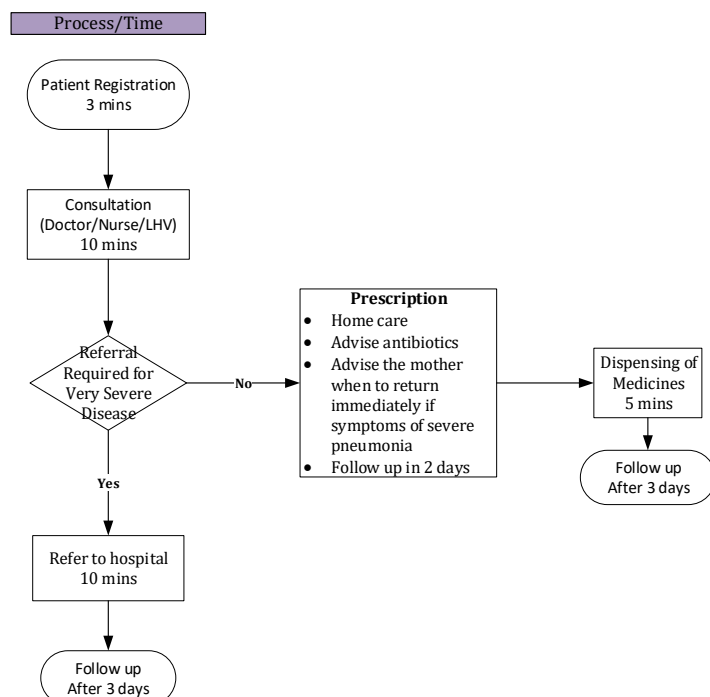 Process/Time
Patient Registration
3 mins
Consultation
(Doctor/Nurse/LHV)
10 mins
Referral
Required for
Very Severe
Disease
No
Yes
Prescription
• Home care
• Advise antibiotics
• Advise the mother
when to return
immediately if
symptoms of severe
pneumonia
• Follow up in 2 days
Dispensing of
Medicines
5 mins
Follow up
After 3 days
Refer to hospital
10 mins
Follow up
After 3 days